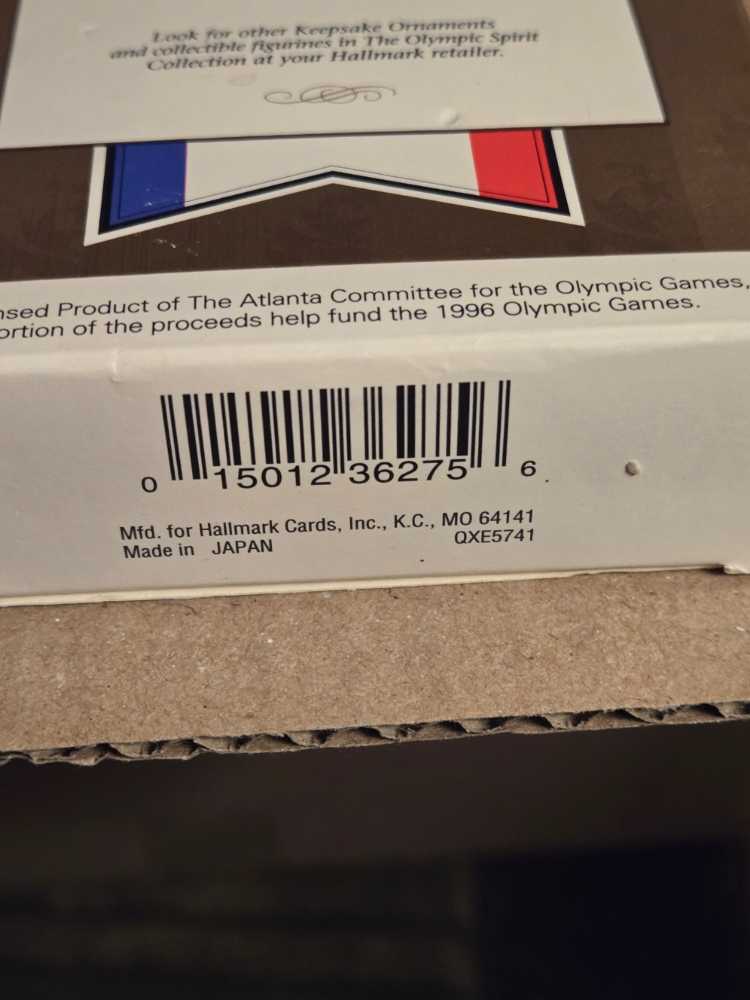 Look for other Keepsake Ornaments
and collectible figurines in The Olympic Spirit
Collection at your Hallmark retailer.
nsed Product of The Atlanta Committee for the Olympic Games,
ortion of the proceeds help fund the 1996 Olympic Games.
0 15012 36275 6
Mfd. for Hallmark Cards, Inc., K.C., MO 64141
Made in JAPAN QXE5741